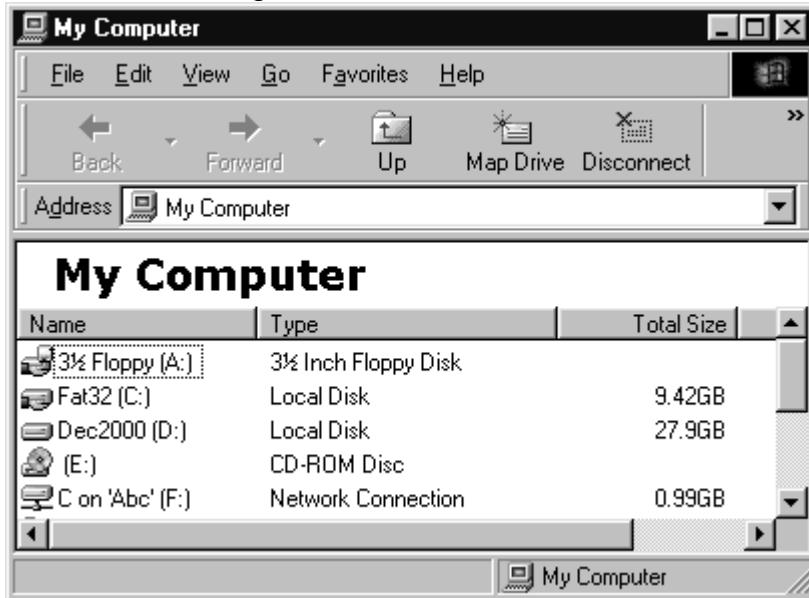 My Computer
File Edit View Go Favorites Help
Back Forward Up Map Drive Disconnect »
Address My Computer
My Computer
Name Type Total Size
3½ Floppy (A:) 3½ Inch Floppy Disk
Fat32 (C:) Local Disk 9.42GB
Dec2000 (D:) Local Disk 27.9GB
(E:) CD-ROM Disc
C on 'Abc' (F:) Network Connection 0.99GB
My Computer